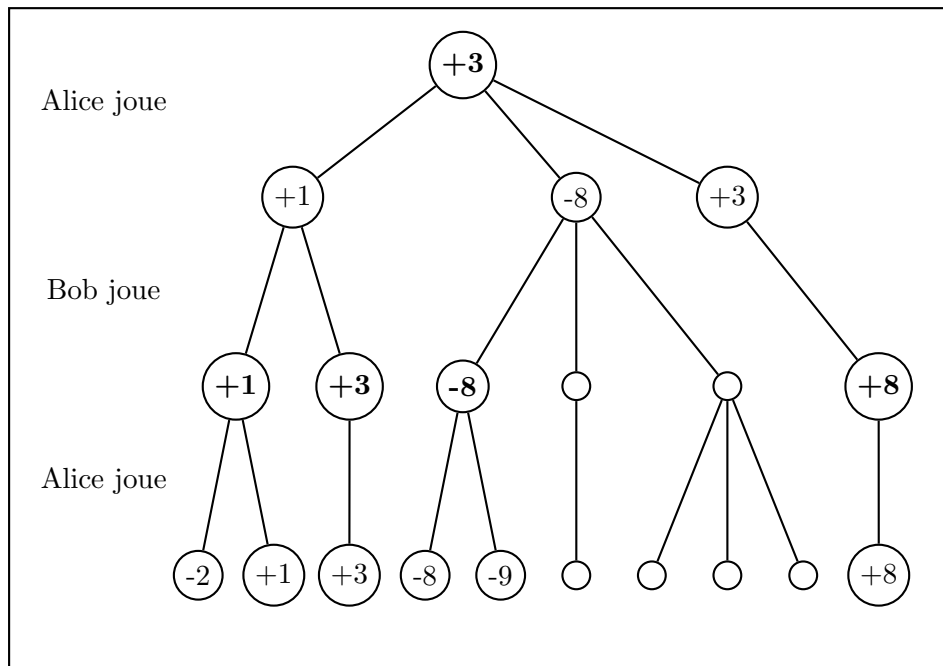 +3
Alice joue
+1 -8 +3
Bob joue
+1 +3 -8 +8
Alice joue
-2 +1 +3 -8 -9 +8